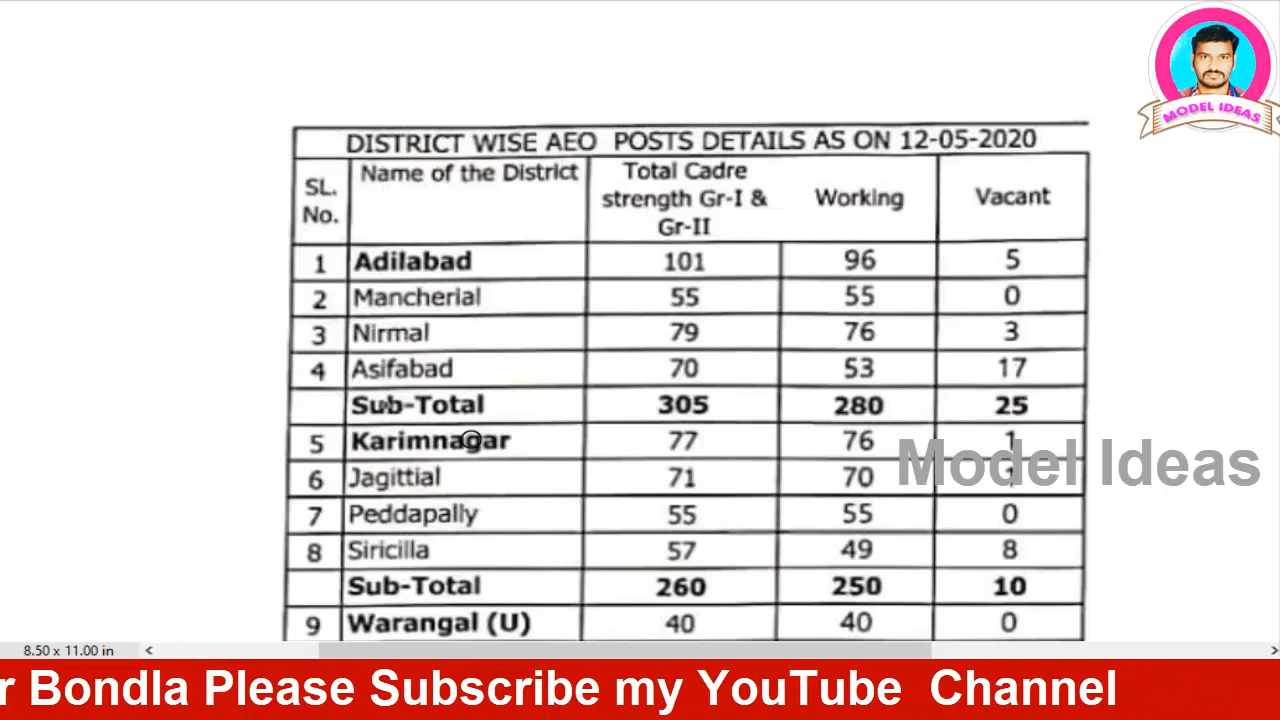 MODEL IDEAS
DISTRICT WISE AEO POSTS DETAILS AS ON 12-05-2020
SL. No. Name of the District Total Cadre strength Gr-I & Gr-II Working Vacant
1 Adilabad 101 96 5
2 Mancherial 55 55 0
3 Nirmal 79 76 3
4 Asifabad 70 53 17
Sub-Total 305 280 25
5 Karimnagar 77 76 1
Model Ideas
6 Jagittial 71 70 1
7 Peddapally 55 55 0
8 Siricilla 57 49 8
Sub-Total 260 250 10
9 Warangal (U) 40 40 0
8.50 x 11.00 in
r Bondla Please Subscribe my YouTube Channel